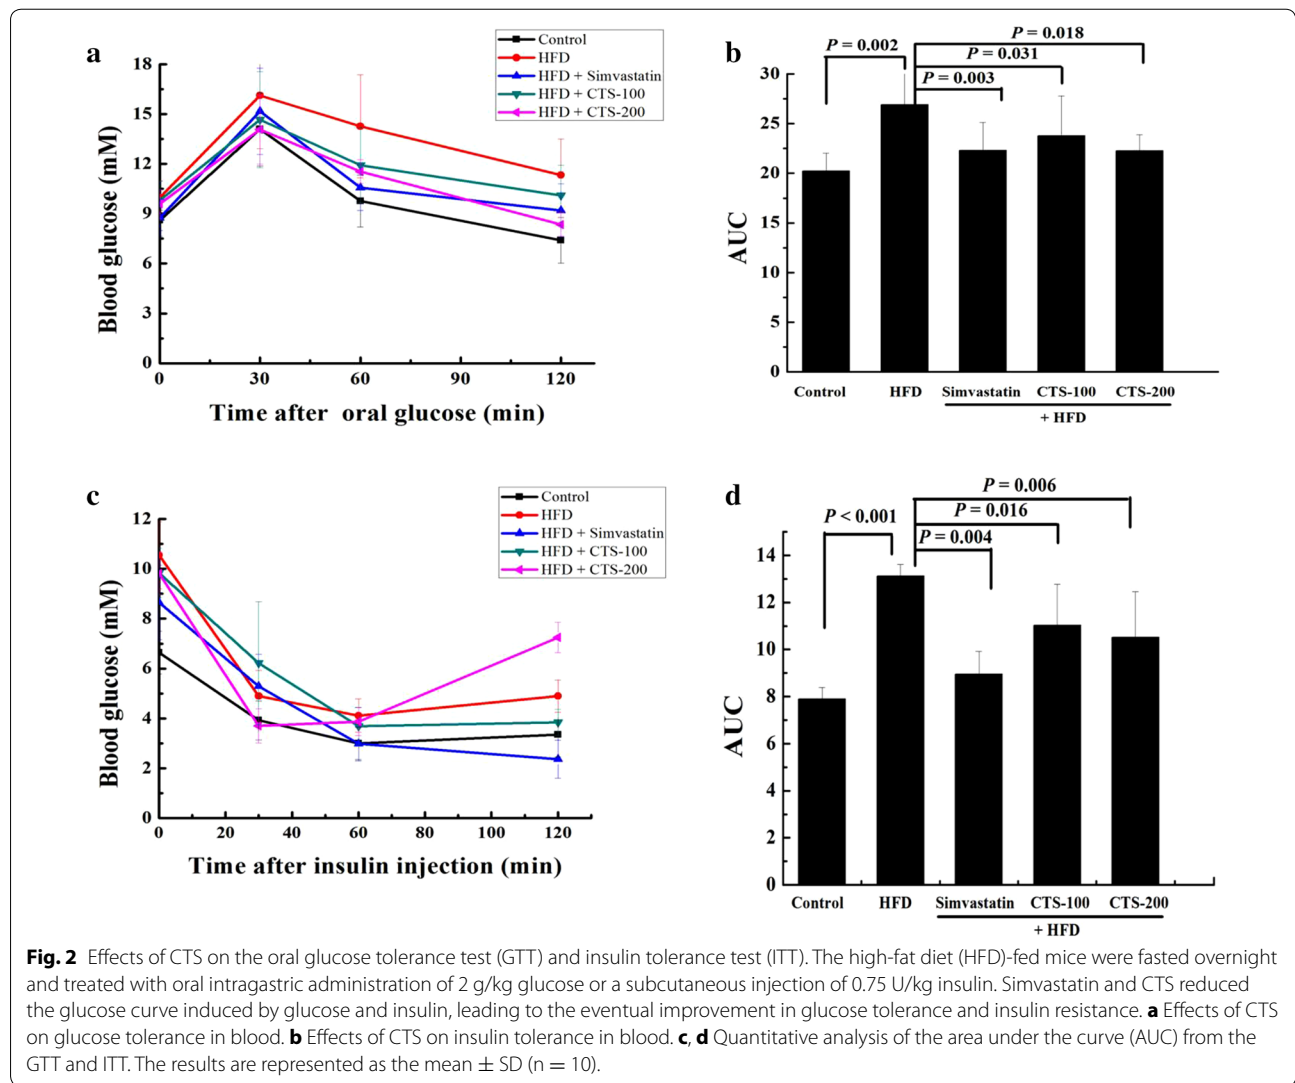 a
Control
HFD
HFD + Simvastatin
HFD + CTS-100
HFD + CTS-200
18
15
12
9
6
3
0
Blood glucose (mM)
0 30 60 90 120
Time after oral glucose (min)
b
P = 0.018
P = 0.031
P = 0.002
P = 0.003
30
25
20
15
10
5
0
AUC
Control HFD Simvastatin CTS-100 CTS-200
+ HFD
c
Control
HFD
HFD + Simvastatin
HFD + CTS-100
HFD + CTS-200
12
10
8
6
4
2
0
Blood glucose (mM)
0 20 40 60 80 100 120
Time after insulin injection (min)
d
P = 0.006
P = 0.016
P < 0.001
P = 0.004
14
12
10
8
6
4
2
0
AUC
Control HFD Simvastatin CTS-100 CTS-200
+ HFD
Fig. 2 Effects of CTS on the oral glucose tolerance test (GTT) and insulin tolerance test (ITT). The high-fat diet (HFD)-fed mice were fasted overnight
and treated with oral intragastric administration of 2 g/kg glucose or a subcutaneous injection of 0.75 U/kg insulin. Simvastatin and CTS reduced
the glucose curve induced by glucose and insulin, leading to the eventual improvement in glucose tolerance and insulin resistance. a Effects of CTS
on glucose tolerance in blood. b Effects of CTS on insulin tolerance in blood. c, d Quantitative analysis of the area under the curve (AUC) from the
GTT and ITT. The results are represented as the mean ± SD (n = 10).